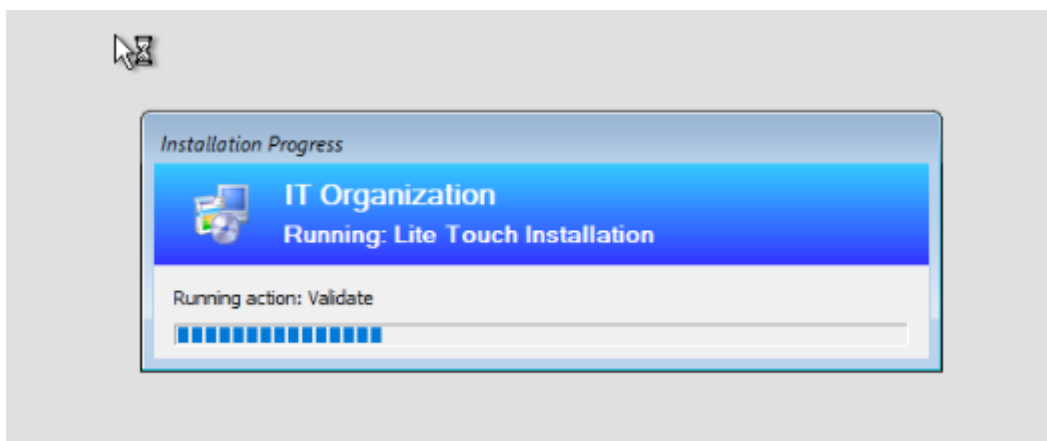 Installation Progress
IT Organization
Running: Lite Touch Installation
Running action: Validate